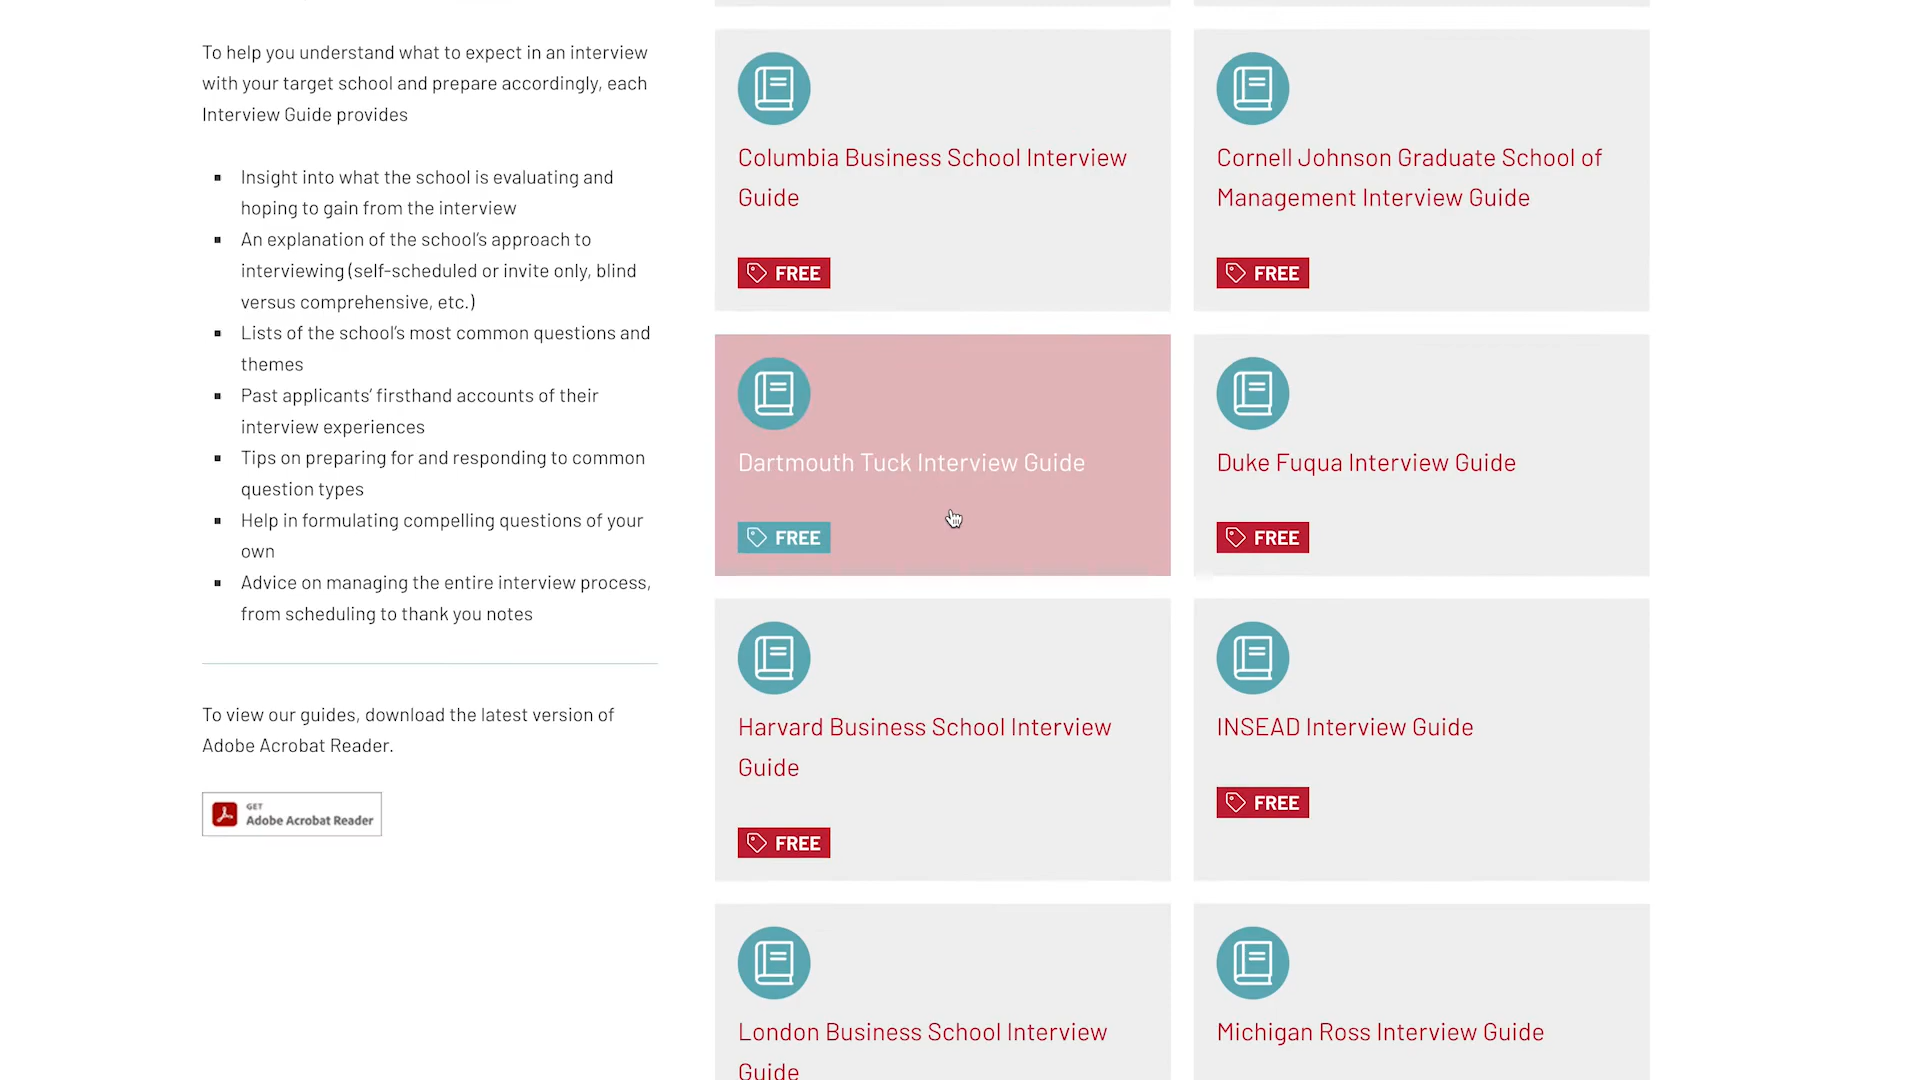 To help you understand what to expect in an interview
with your target school and prepare accordingly, each
Interview Guide provides
Insight into what the school is evaluating and
hoping to gain from the interview
An explanation of the school's approach to
interviewing (self-scheduled or invite only, blind
versus comprehensive, etc.)
Lists of the school's most common questions and
themes
Past applicants' firsthand accounts of their
interview experiences
Tips on preparing for and responding to common
question types
Help in formulating compelling questions of your
own
Advice on managing the entire interview process,
from scheduling to thank you notes
To view our guides, download the latest version of
Adobe Acrobat Reader.
GET
Adobe Acrobat Reader
Columbia Business School Interview
Guide
FREE
Cornell Johnson Graduate School of
Management Interview Guide
FREE
Dartmouth Tuck Interview Guide
FREE
Duke Fuqua Interview Guide
FREE
Harvard Business School Interview
Guide
FREE
INSEAD Interview Guide
FREE
London Business School Interview
Guide
Michigan Ross Interview Guide